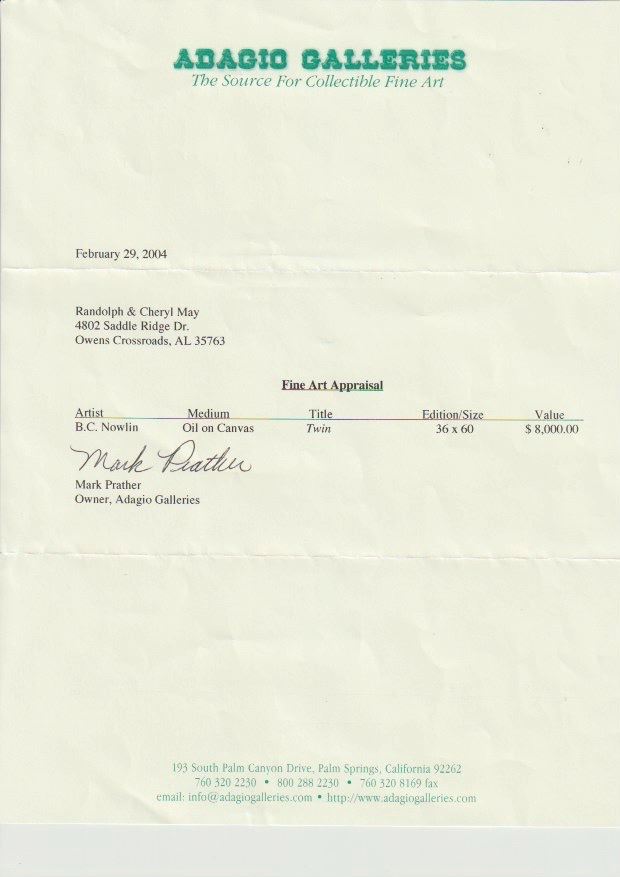 ADAGIO GALLERIES
The Source For Collectible Fine Art
February 29, 2004
Randolph & Cheryl May
4802 Saddle Ridge Dr.
Owens Crossroads, AL 35763
Fine Art Appraisal
Artist Medium Title Edition/Size Value
B.C. Nowlin Oil on Canvas Twin 36 x 60 $ 8,000.00
Mark Prather
Mark Prather
Owner, Adagio Galleries
193 South Palm Canyon Drive, Palm Springs, California 92262
760 320 2230 • 800 288 2230 • 760 320 8169 fax
email: info@adagiogalleries.com • http://www.adagiogalleries.com